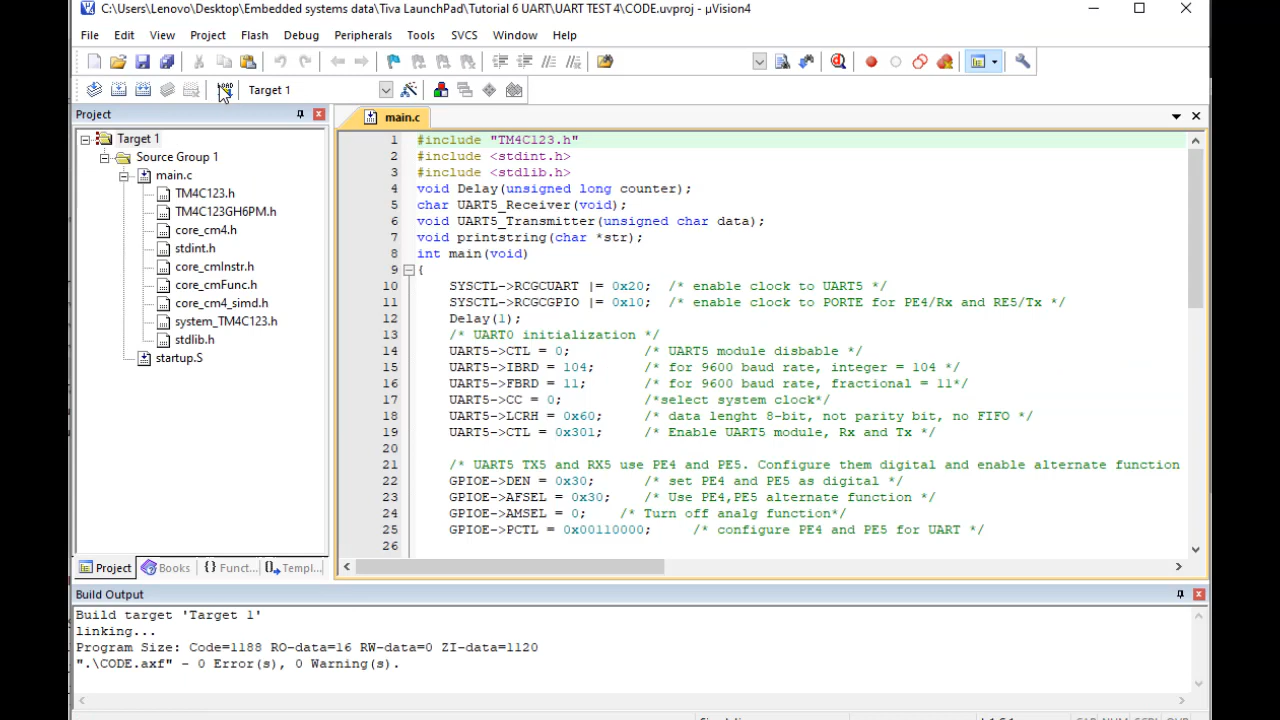 C:\Users\Lenovo\Desktop\Embedded systems data\Tiva LaunchPad\Tutorial 6 UART\UART TEST 4\CODE.uvproj - µVision4
File Edit View Project Flash Debug Peripherals Tools SVCS Window Help
Target 1
Project
main.c
Target 1
Source Group 1
main.c
TM4C123.h
TM4C123GH6PM.h
core_cm4.h
stdint.h
core_cmInstr.h
core_cmFunc.h
core_cm4_simd.h
system_TM4C123.h
stdlib.h
startup.S
1 #include "TM4C123.h"
2 #include <stdint.h>
3 #include <stdlib.h>
4 void Delay(unsigned long counter);
5 char UART5_Receiver(void);
6 void UART5_Transmitter(unsigned char data);
7 void printstring(char *str);
8 int main(void)
9 {
10 SYSCTL->RCGCUART |= 0x20; /* enable clock to UART5 */
11 SYSCTL->RCGCGPIO |= 0x10; /* enable clock to PORTE for PE4/Rx and RE5/Tx */
12 Delay(1);
13 /* UART0 initialization */
14 UART5->CTL = 0; /* UART5 module disbable */
15 UART5->IBRD = 104; /* for 9600 baud rate, integer = 104 */
16 UART5->FBRD = 11; /* for 9600 baud rate, fractional = 11*/
17 UART5->CC = 0; /*select system clock*/
18 UART5->LCRH = 0x60; /* data lenght 8-bit, not parity bit, no FIFO */
19 UART5->CTL = 0x301; /* Enable UART5 module, Rx and Tx */
20
21 /* UART5 TX5 and RX5 use PE4 and PE5. Configure them digital and enable alternate function
22 GPIOE->DEN = 0x30; /* set PE4 and PE5 as digital */
23 GPIOE->AFSEL = 0x30; /* Use PE4,PE5 alternate function */
24 GPIOE->AMSEL = 0; /* Turn off analg function*/
25 GPIOE->PCTL = 0x00110000; /* configure PE4 and PE5 for UART */
26
Project Books {} Funct... Templ...
Build Output
Build target 'Target 1'
linking...
Program Size: Code=1188 RO-data=16 RW-data=0 ZI-data=1120
".\CODE.axf" - 0 Error(s), 0 Warning(s).